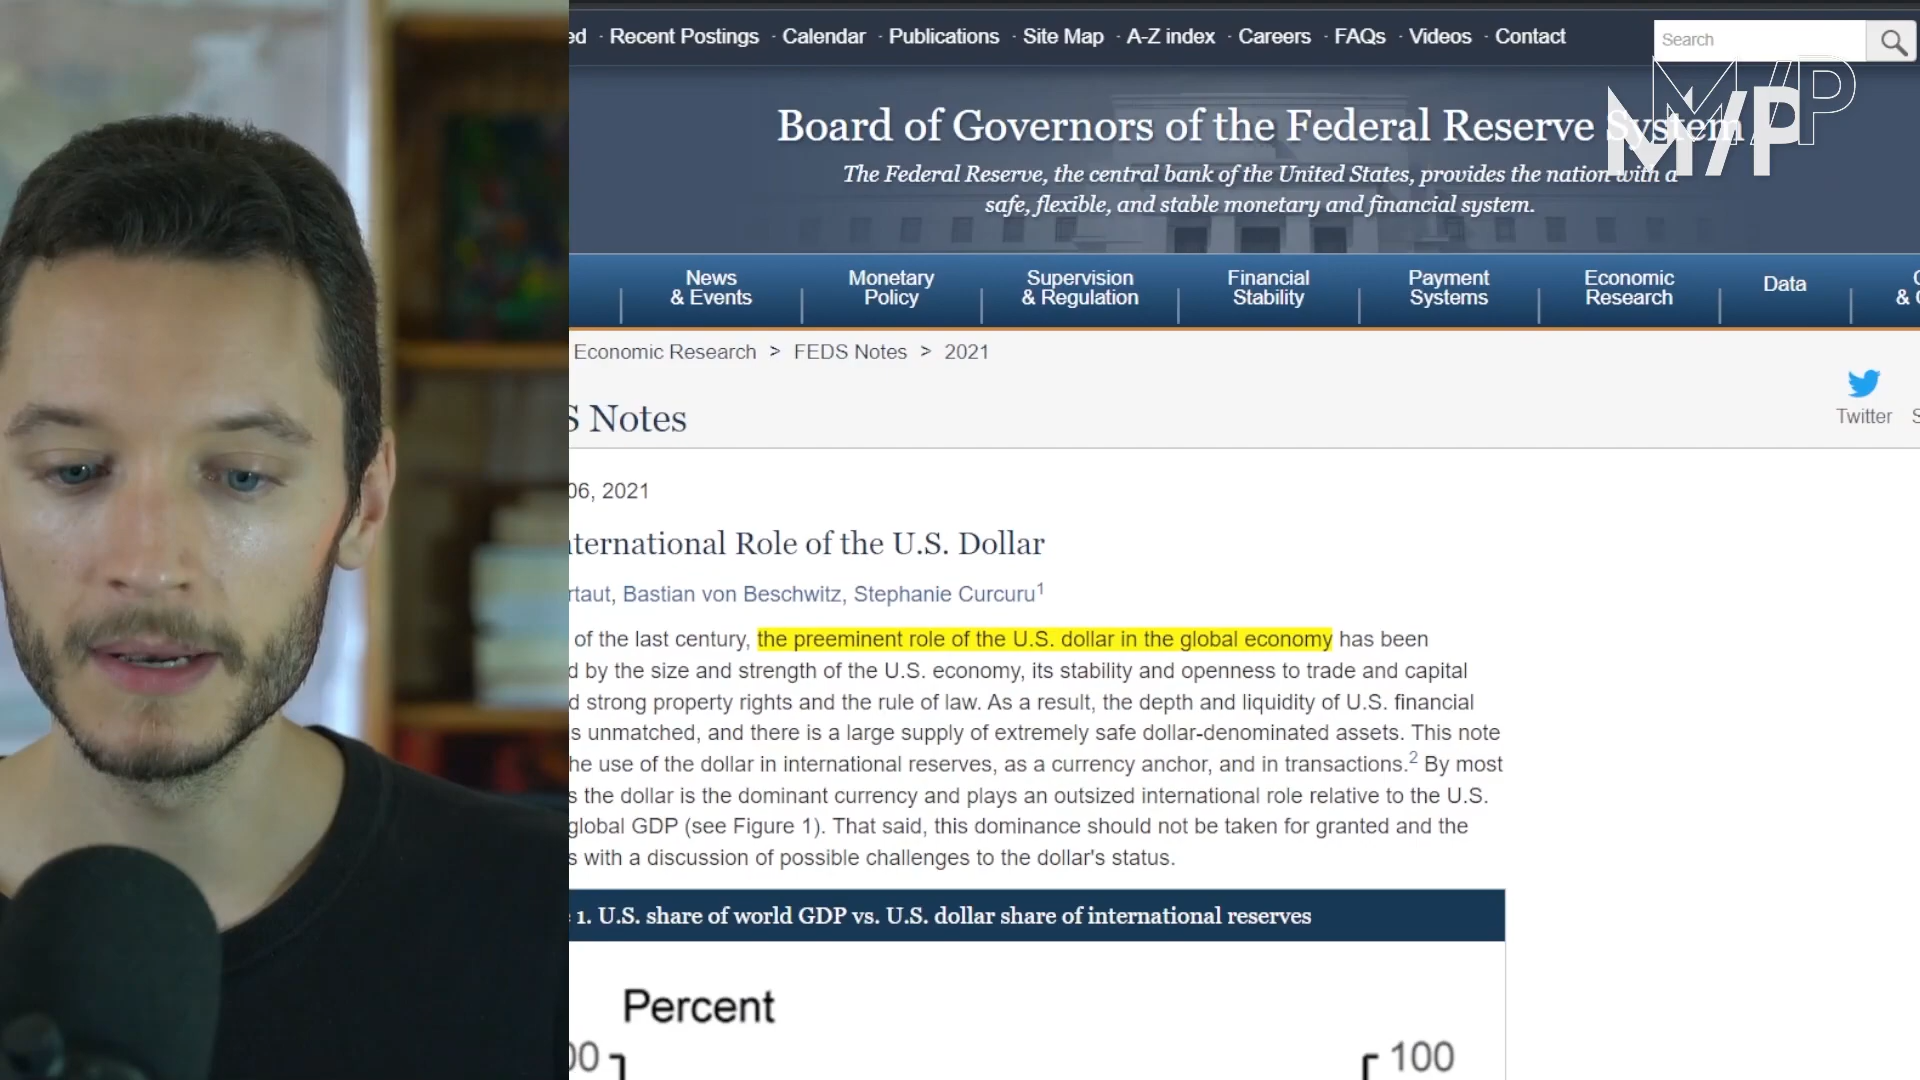 Recent Postings · Calendar · Publications · Site Map · A-Z index · Careers · FAQs · Videos · Contact
Search
M/P
Board of Governors of the Federal Reserve System
The Federal Reserve, the central bank of the United States, provides the nation with a
safe, flexible, and stable monetary and financial system.
News & Events
Monetary Policy
Supervision & Regulation
Financial Stability
Payment Systems
Economic Research
Data
Economic Research > FEDS Notes > 2021
Twitter
S Notes
06, 2021
ternational Role of the U.S. Dollar
rtaut, Bastian von Beschwitz, Stephanie Curcuru1
of the last century, the preeminent role of the U.S. dollar in the global economy has been
d by the size and strength of the U.S. economy, its stability and openness to trade and capital
d strong property rights and the rule of law. As a result, the depth and liquidity of U.S. financial
s unmatched, and there is a large supply of extremely safe dollar-denominated assets. This note
he use of the dollar in international reserves, as a currency anchor, and in transactions.2 By most
s the dollar is the dominant currency and plays an outsized international role relative to the U.S.
global GDP (see Figure 1). That said, this dominance should not be taken for granted and the
s with a discussion of possible challenges to the dollar's status.
1. U.S. share of world GDP vs. U.S. dollar share of international reserves
Percent
00
100